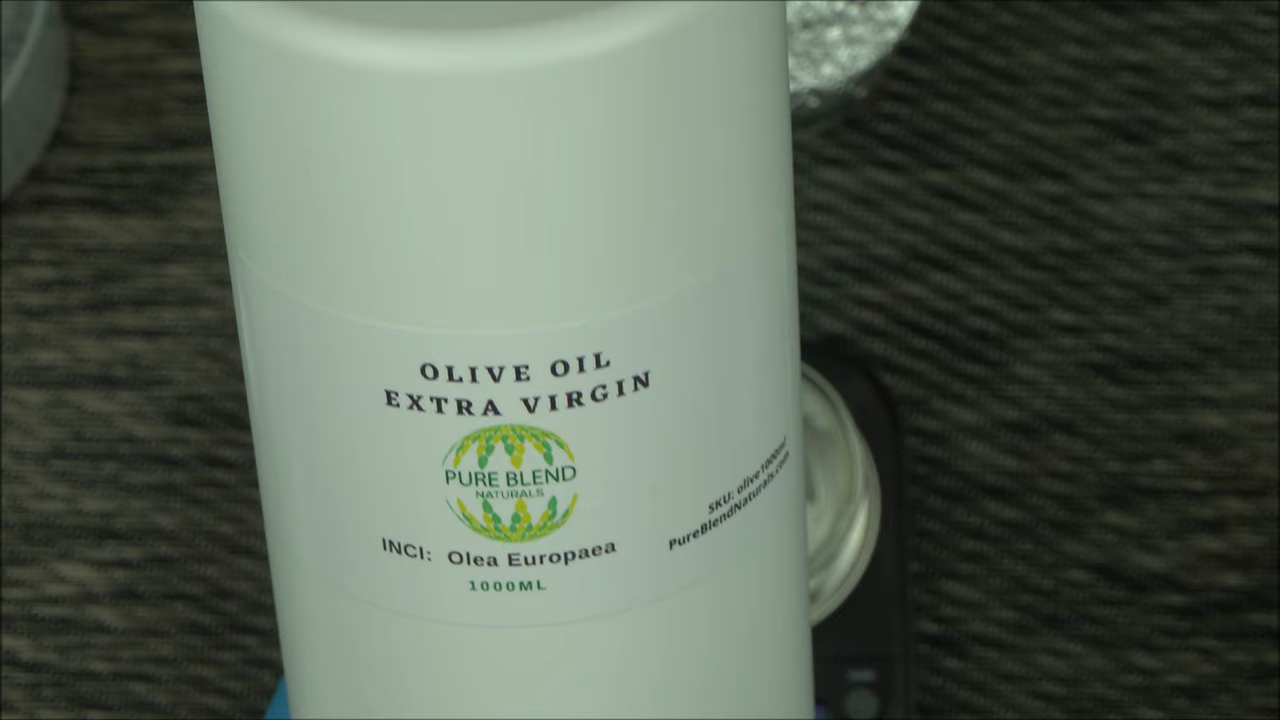 OLIVE OIL
EXTRA VIRGIN
PURE BLEND
NATURALS
INCI: Olea Europaea
1000ML
SKU: olive1000ml
PureBlendNaturals.com